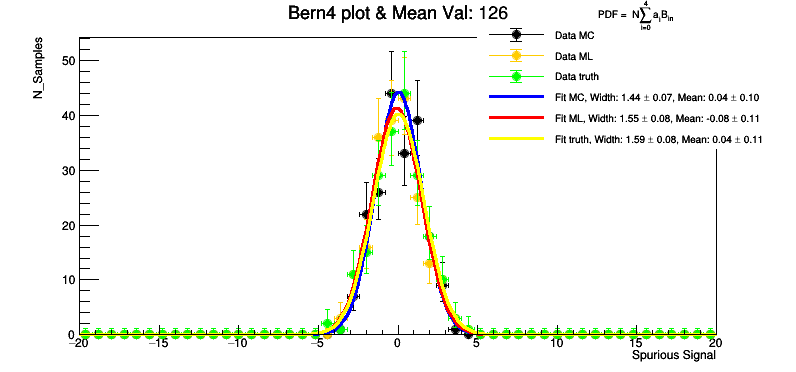 Bern4 plot & Mean Val: 126
PDF = N∑⁴ᵢ₌₀ aᵢBᵢₙ
N_Samples
Data MC
Data ML
Data truth
Fit MC, Width: 1.44 ± 0.07, Mean: 0.04 ± 0.10
Fit ML, Width: 1.55 ± 0.08, Mean: -0.08 ± 0.11
Fit truth, Width: 1.59 ± 0.08, Mean: 0.04 ± 0.11
50
40
30
20
10
0
−20 −15 −10 −5 0 5 10 15 20
Spurious Signal